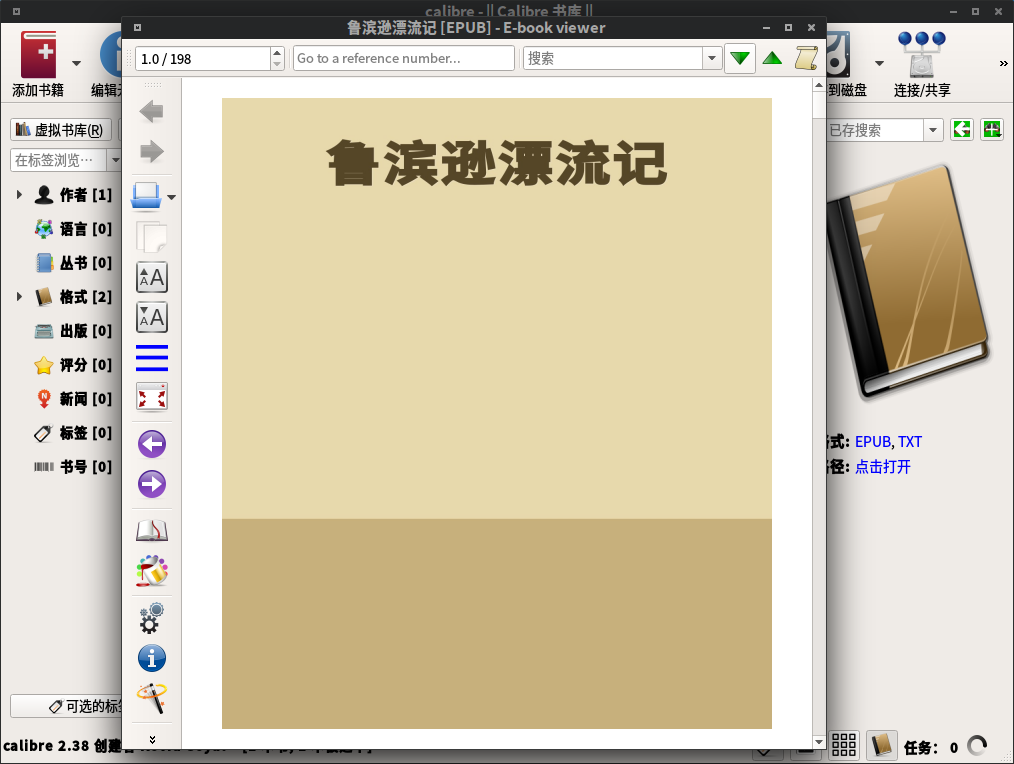 calibre - || Calibre 书库 ||
鲁滨逊漂流记 [EPUB] - E-book viewer
1.0 / 198
Go to a reference number...
搜索
添加书籍
到磁盘
连接/共享
虚拟书库(R)
已存搜索
在标签浏览…
作者 [1]
语言 [0]
丛书 [0]
格式 [2]
出版 [0]
评分 [0]
新闻 [0]
标签 [0]
书号 [0]
鲁滨逊漂流记
EPUB, TXT
点击打开
可选的标
calibre 2.38 创建
任务: 0